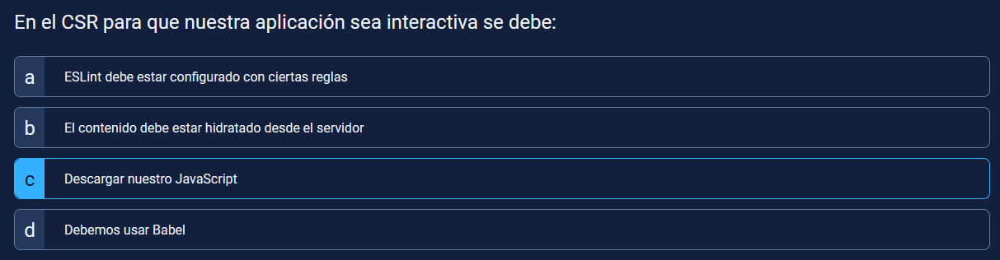 En el CSR para que nuestra aplicación sea interactiva se debe:
a ESLint debe estar configurado con ciertas reglas
b El contenido debe estar hidratado desde el servidor
c Descargar nuestro JavaScript
d Debemos usar Babel